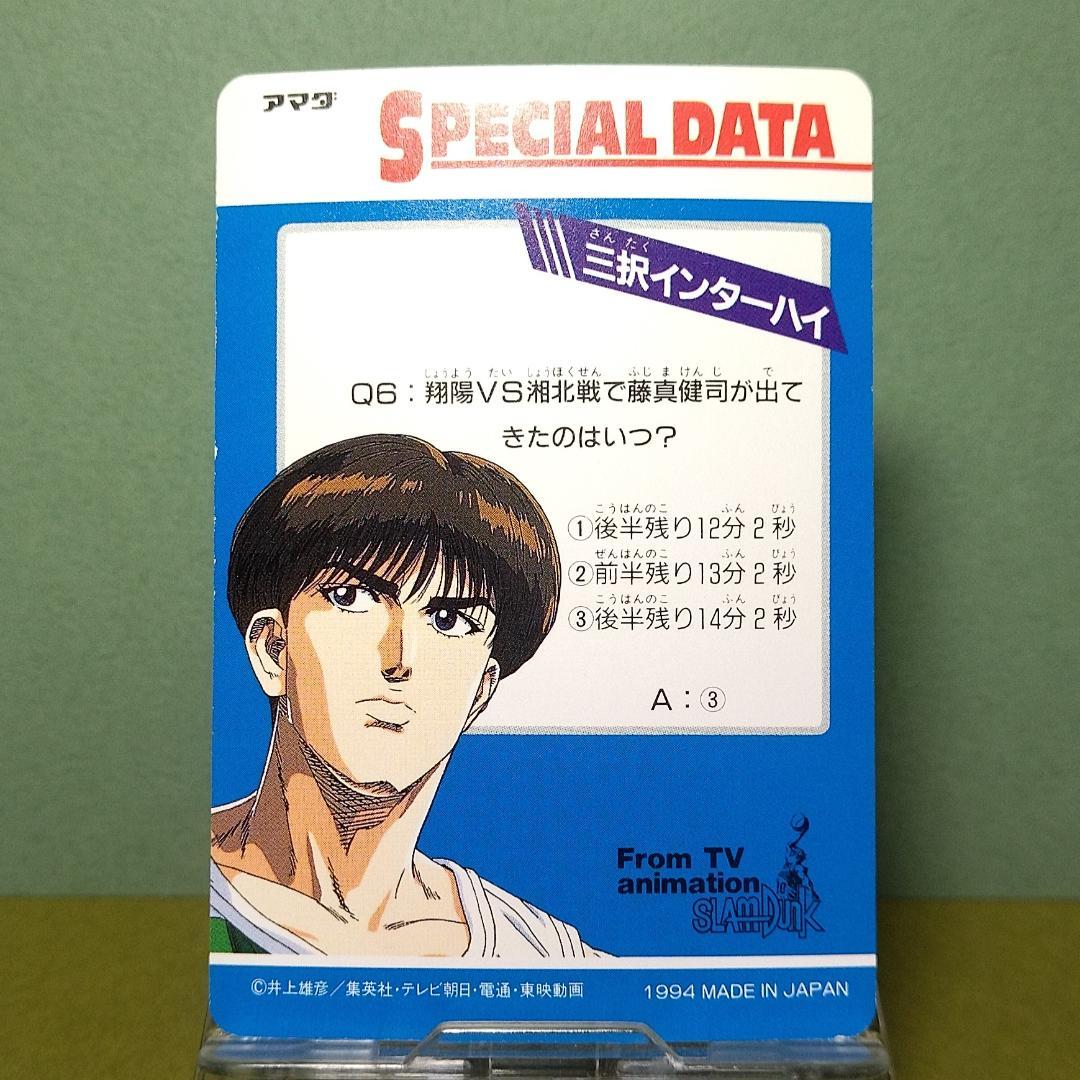 アマダ
SPECIAL DATA
さんたく
三択インターハイ
しょうよう たい しょうほくせん ふじまけんじ で
Q6：翔陽VS湘北戦で藤真健司が出て
きたのはいつ？
こうはんのこ ふん びょう
①後半残り12分2秒
ぜんはんのこ ふん びょう
②前半残り13分2秒
こうはんのこ ふん びょう
③後半残り14分2秒
A：③
From TV
animation
SLAM DUNK
©井上雄彦／集英社・テレビ朝日・電通・東映動画
1994 MADE IN JAPAN